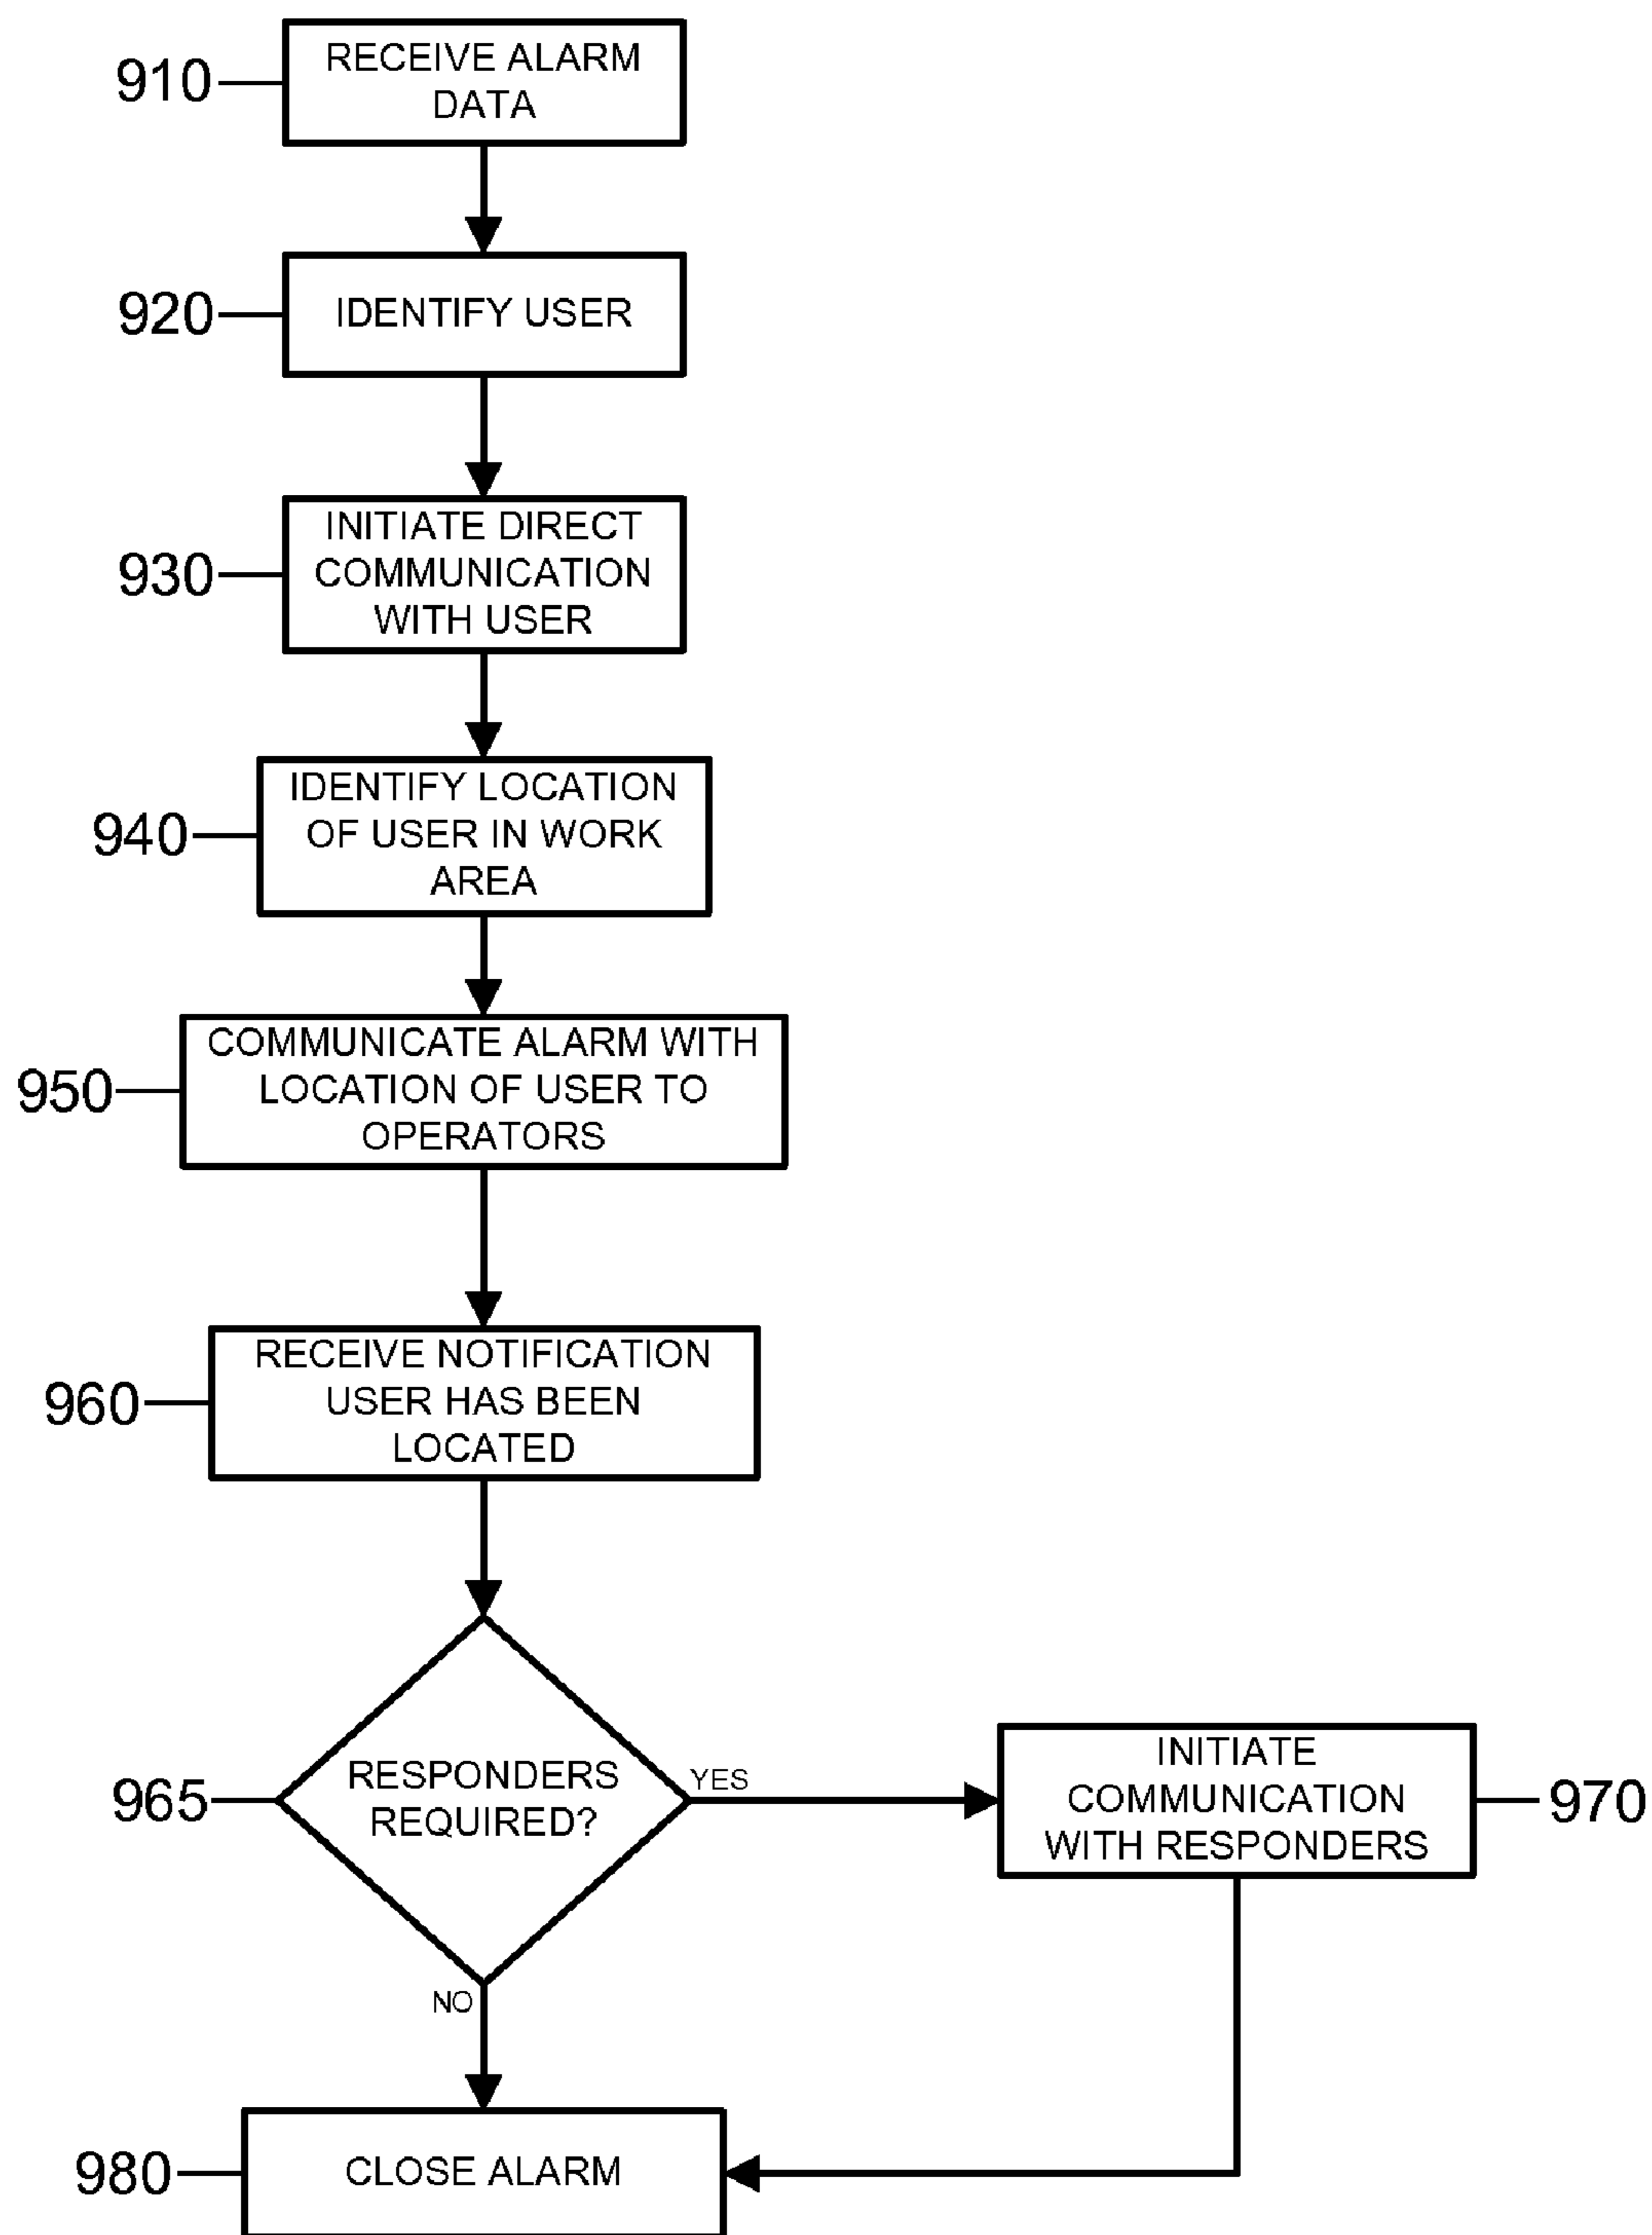 910
RECEIVE ALARM
DATA
920
IDENTIFY USER
930
INITIATE DIRECT
COMMUNICATION
WITH USER
940
IDENTIFY LOCATION
OF USER IN WORK
AREA
950
COMMUNICATE ALARM WITH
LOCATION OF USER TO
OPERATORS
960
RECEIVE NOTIFICATION
USER HAS BEEN
LOCATED
965
RESPONDERS
REQUIRED?
YES
INITIATE
COMMUNICATION
WITH RESPONDERS
970
NO
980
CLOSE ALARM